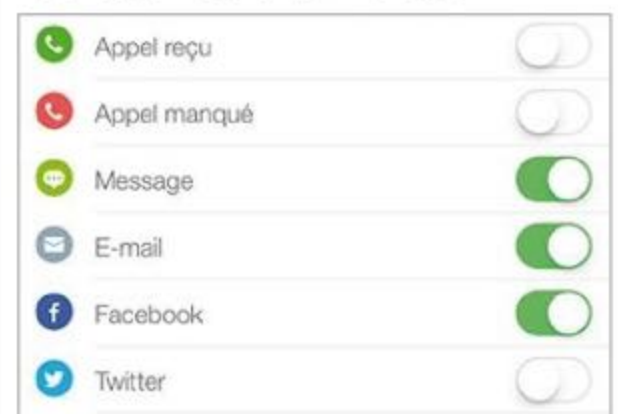 Appel reçu
Appel manqué
Message
E-mail
Facebook
Twitter